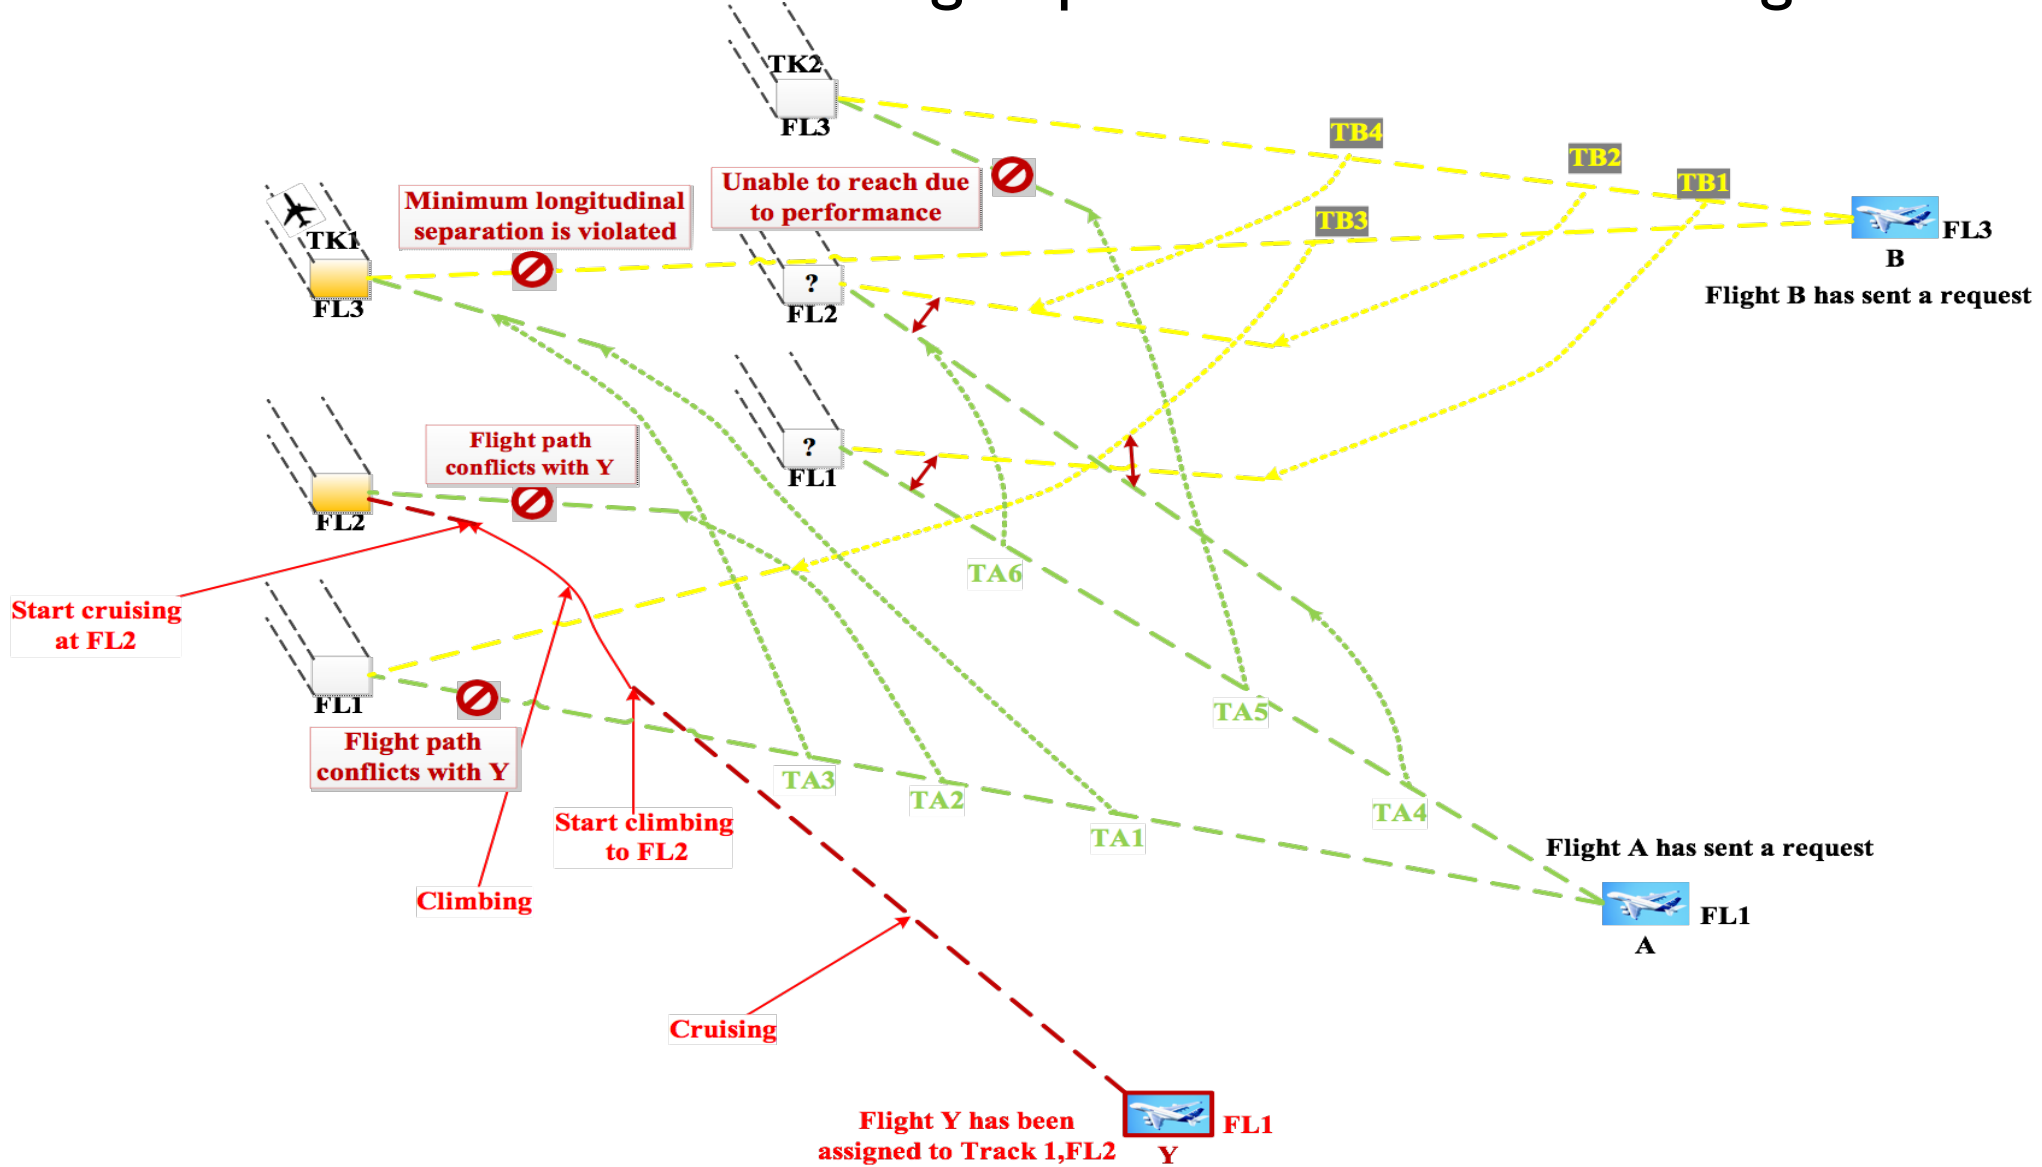 TK2
FL3
TB4
TB2
TB1
Unable to reach due
to performance
Minimum longitudinal
separation is violated
TB3
FL3
B
TK1
FL3
?
FL2
Flight B has sent a request
Flight path
conflicts with Y
?
FL1
FL2
TA6
Start cruising
at FL2
FL1
TA5
Flight path
conflicts with Y
TA3
TA2
TA1
TA4
Start climbing
to FL2
Flight A has sent a request
Climbing
FL1
A
Cruising
Flight Y has been
assigned to Track 1,FL2
FL1
Y